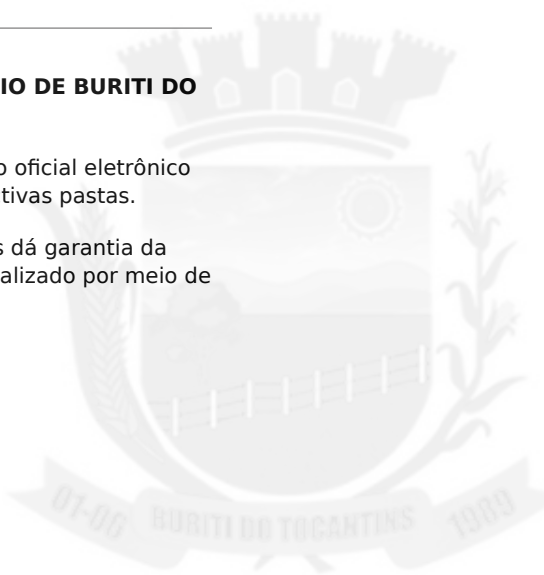 IO DE BURITI DO
o oficial eletrônico
tivas pastas.
s dá garantia da
alizado por meio de
01-06 BURITI DO TOCANTINS 1989